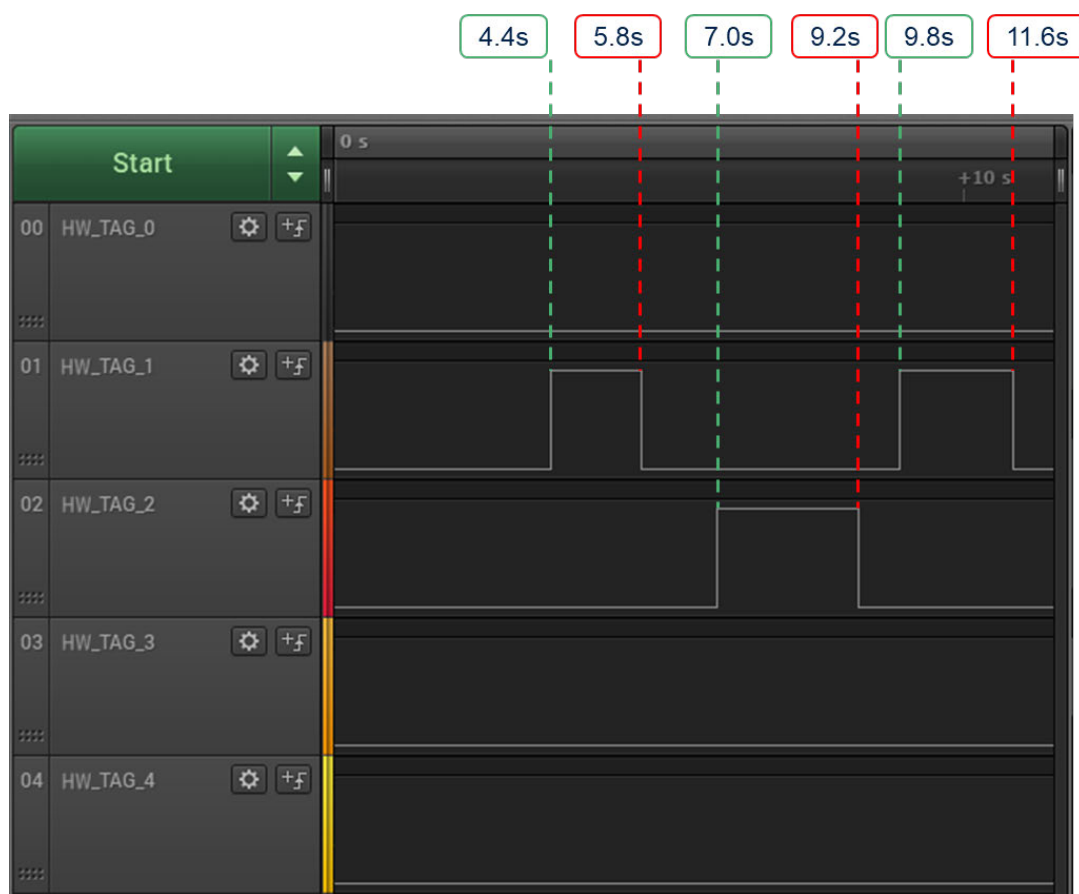 4.4s 5.8s 7.0s 9.2s 9.8s 11.6s
Start
0 s
+10 s
00 HW_TAG_0
01 HW_TAG_1
02 HW_TAG_2
03 HW_TAG_3
04 HW_TAG_4